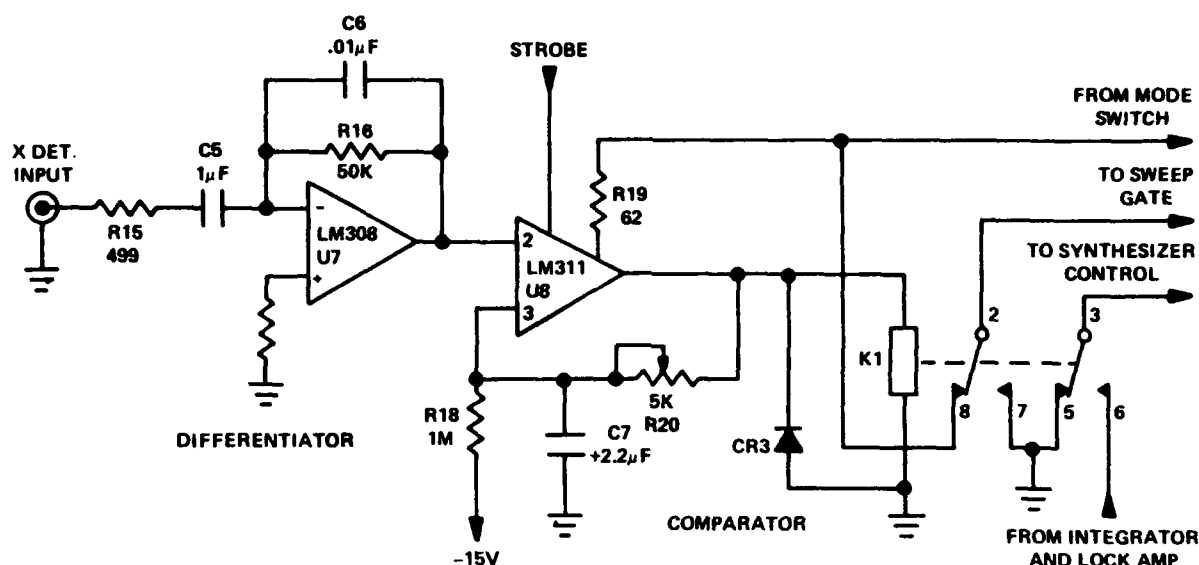 C6
.01µF
STROBE
FROM MODE
SWITCH
X DET.
INPUT
C5
1µF
R16
50K
TO SWEEP
GATE
R19
62
R15
499
–
LM308
U7
+
2
LM311
U8
3
TO SYNTHESIZER
CONTROL
2
3
K1
5K
R20
8
7
5
6
R18
1M
C7
+2.2µF
CR3
DIFFERENTIATOR
COMPARATOR
–15V
FROM INTEGRATOR
AND LOCK AMP